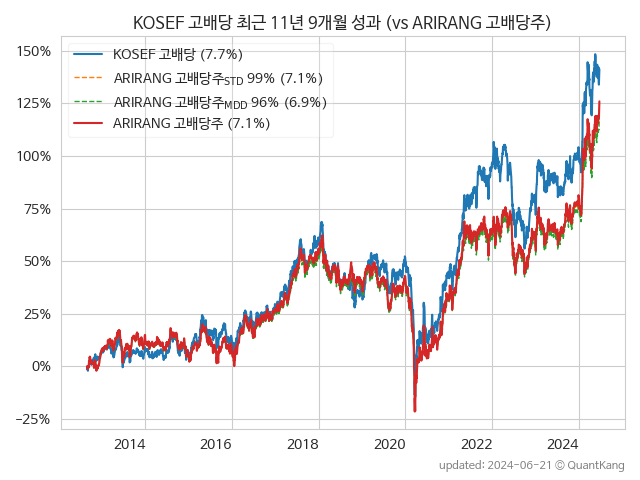 KOSEF 고배당 최근 11년 9개월 성과 (vs ARIRANG 고배당주)
KOSEF 고배당 (7.7%)
ARIRANG 고배당주STD 99% (7.1%)
ARIRANG 고배당주MDD 96% (6.9%)
ARIRANG 고배당주 (7.1%)
150%
125%
100%
75%
50%
25%
0%
−25%
2014 2016 2018 2020 2022 2024
updated: 2024-06-21 © QuantKang